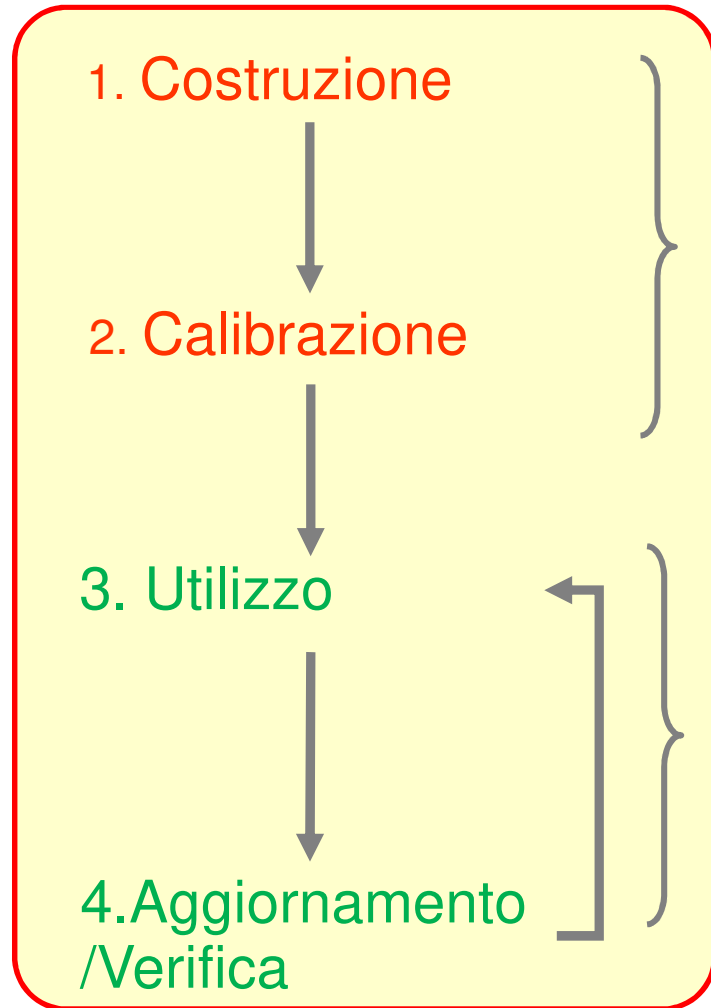 1. Costruzione
2. Calibrazione
3. Utilizzo
4.Aggiornamento
/Verifica